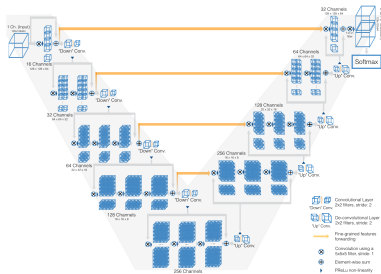 1 Ch. (Input)
32 Channels
"Down" Conv.
16 Channels
64 Channels
Softmax
"Down" Conv.
"Up" Conv.
32 Channels
128 Channels
"Down" Conv.
"Up" Conv.
64 Channels
256 Channels
"Down" Conv.
"Up" Conv.
128 Channels
256 Channels
Convolutional Layer
2x2 filters, stride: 2
"Down" Conv.
De-convolutional Layer
2x2 filters, stride: 2
"Up" Conv.
Fine-grained features
forwarding
Convolution using a
5x5x5 filter, stride: 1
Element-wise sum
PReLu non-linearity